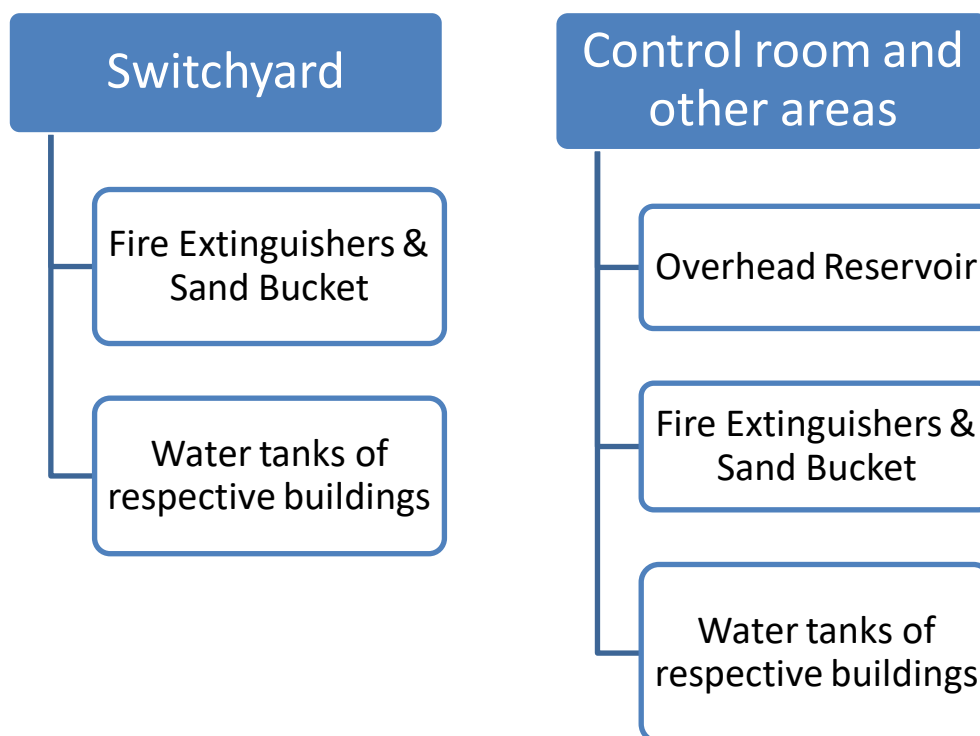 Switchyard
Fire Extinguishers &
Sand Bucket
Water tanks of
respective buildings
Control room and
other areas
Overhead Reservoir
Fire Extinguishers &
Sand Bucket
Water tanks of
respective buildings